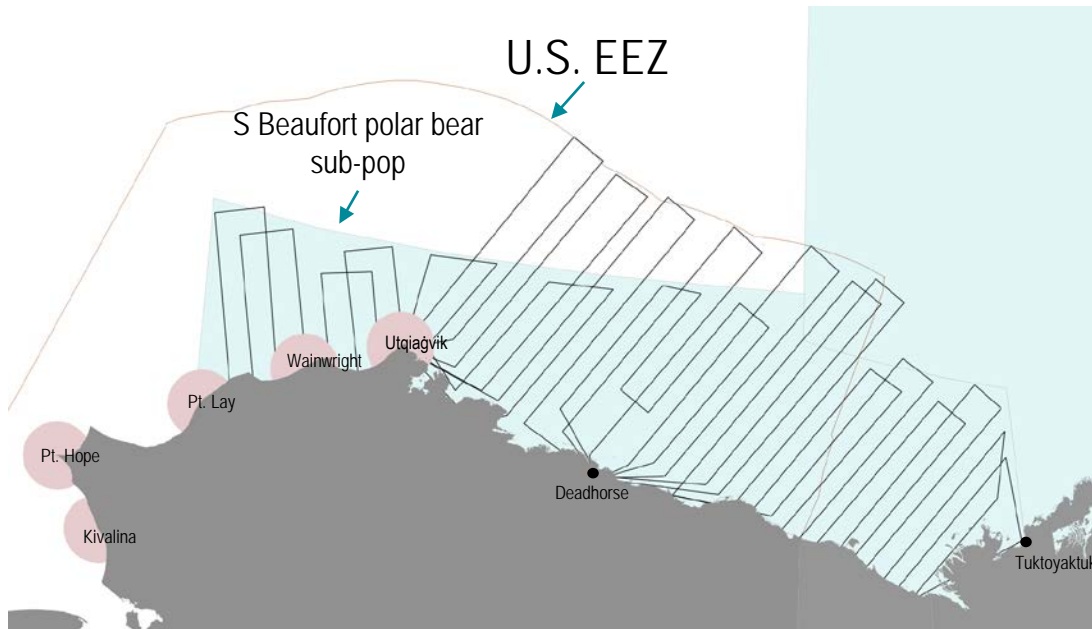 U.S. EEZ
S Beaufort polar bear
sub-pop
Utqiaġvik
Wainwright
Pt. Lay
Pt. Hope
Deadhorse
Kivalina
Tuktoyaktuk